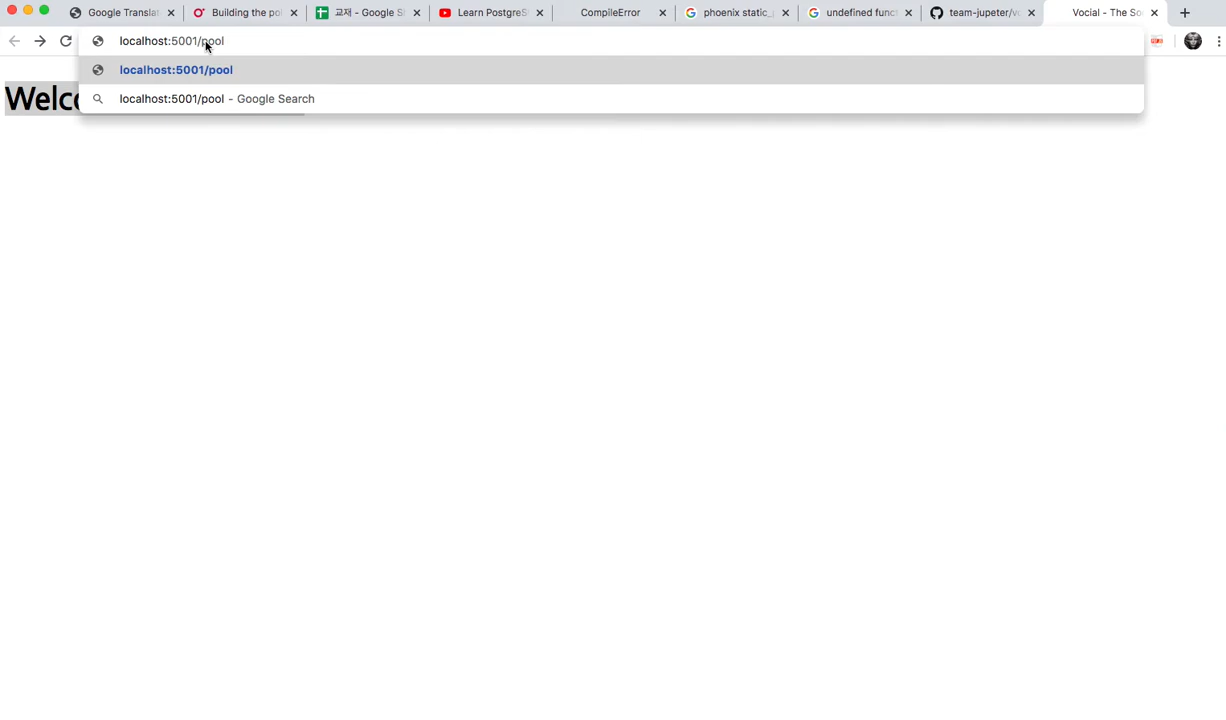 Google Transla
Building the po
교재 - Google S
Learn PostgreS
CompileError
phoenix static_
undefined func
team-jupeter/v
Vocial - The So
localhost:5001/pool
localhost:5001/pool
localhost:5001/pool - Google Search
Welc